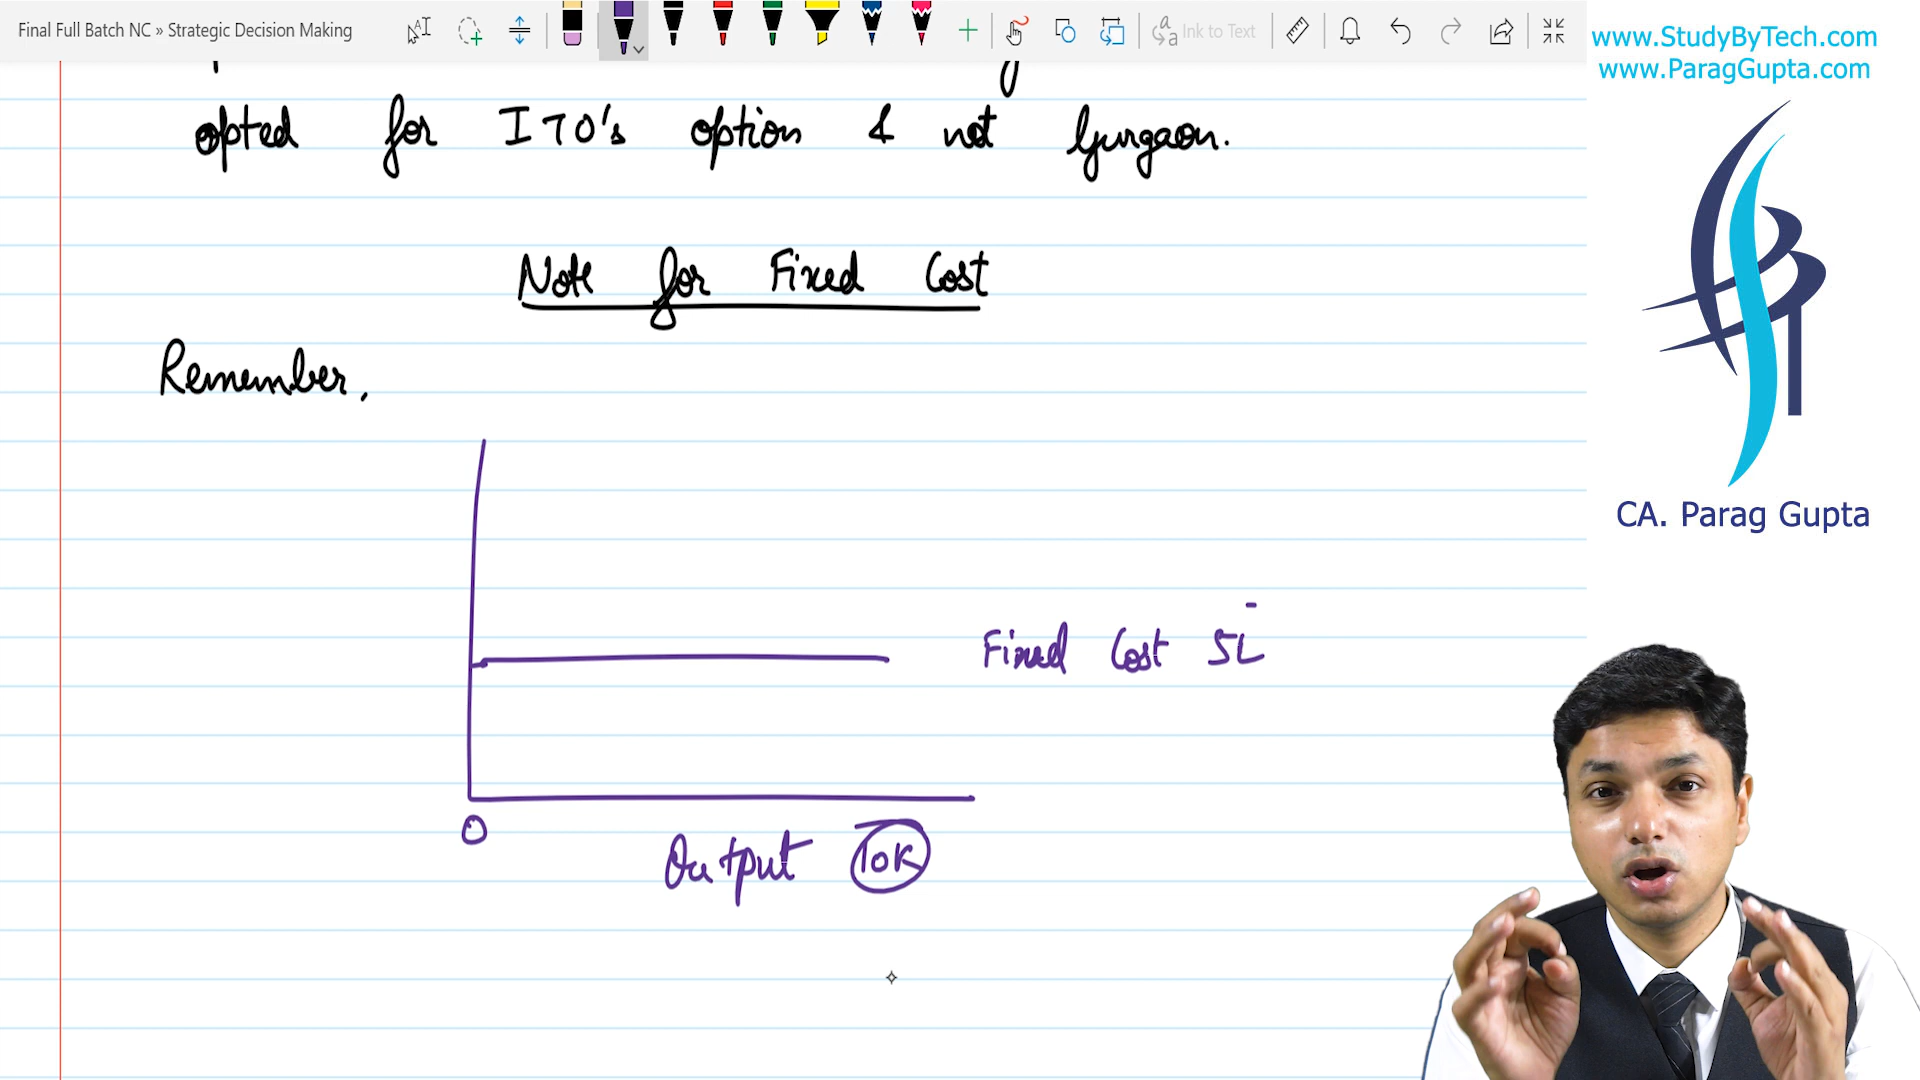 Final Full Batch NC » Strategic Decision Making
Ink to Text
www.StudyByTech.com
www.ParagGupta.com
opted for ITO's option & not Gurgaon.
Note for Fixed Cost
Remember,
CA. Parag Gupta
Fixed Cost 5L
0
Output 10K